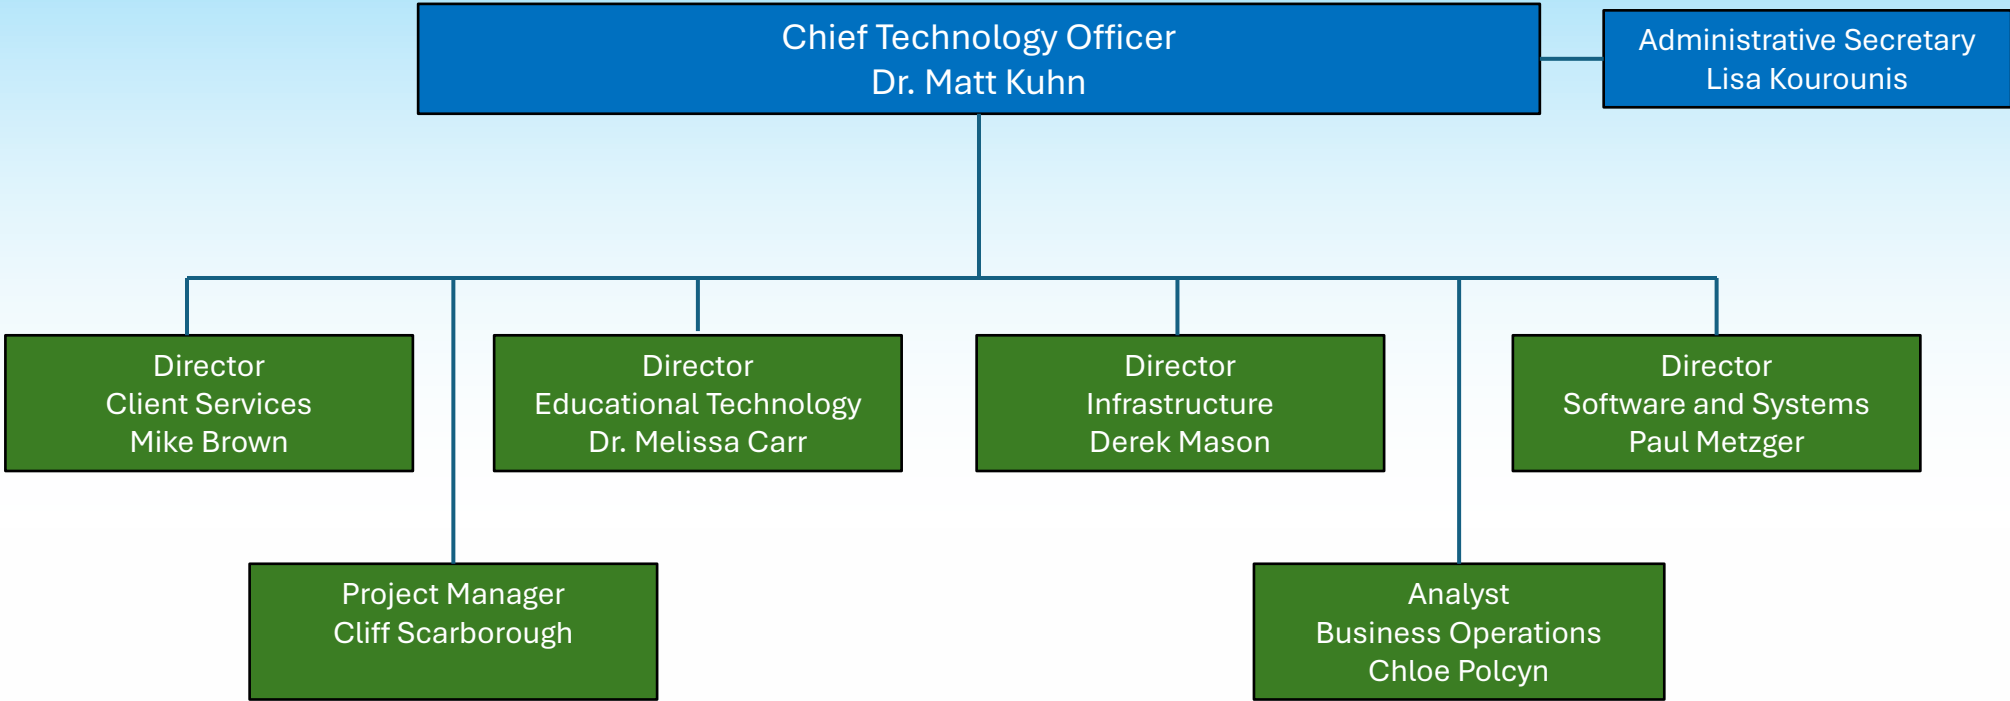 Chief Technology Officer
Dr. Matt Kuhn
Administrative Secretary
Lisa Kourounis
Director
Client Services
Mike Brown
Director
Educational Technology
Dr. Melissa Carr
Director
Infrastructure
Derek Mason
Director
Software and Systems
Paul Metzger
Project Manager
Cliff Scarborough
Analyst
Business Operations
Chloe Polcyn